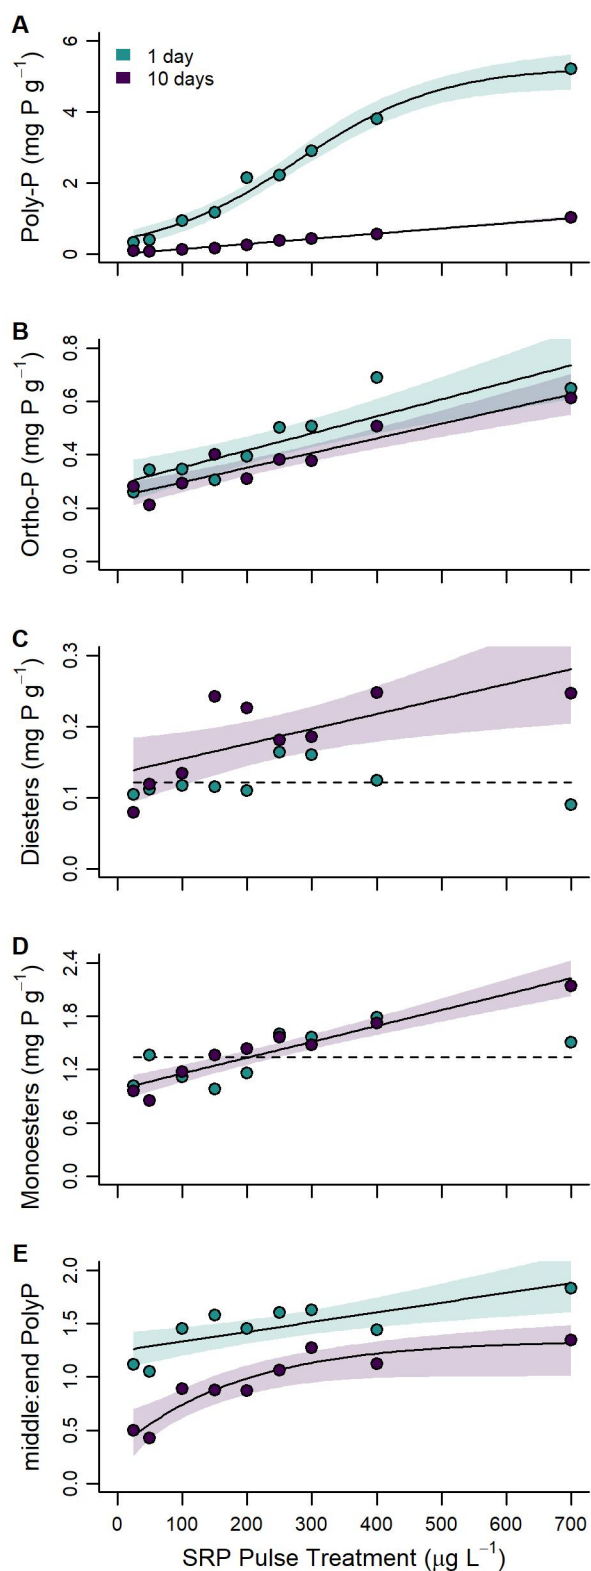 A
Poly-P (mg P g⁻¹)
6
4
2
0
1 day
10 days
B
Ortho-P (mg P g⁻¹)
0.8
0.6
0.4
0.2
0.0
C
Diesters (mg P g⁻¹)
0.3
0.2
0.1
0.0
D
Monoesters (mg P g⁻¹)
2.4
1.8
1.2
0.6
0.0
E
middle:end PolyP
2.0
1.5
1.0
0.5
0.0
0 100 200 300 400 500 600 700
SRP Pulse Treatment (μg L⁻¹)